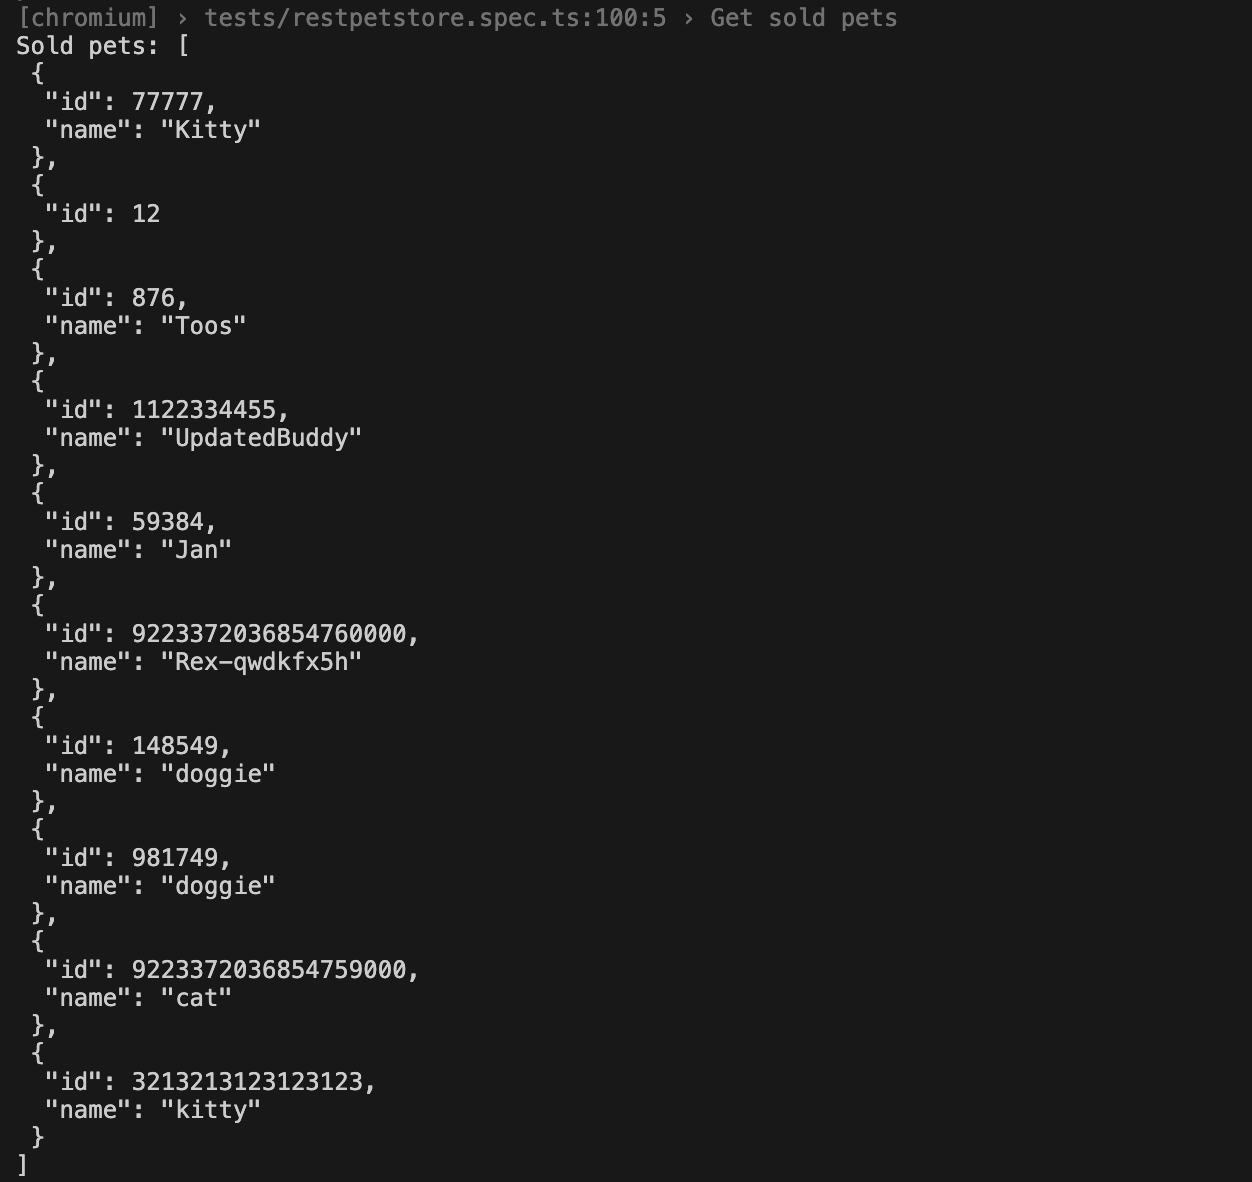 [chromium] › tests/restpetstore.spec.ts:100:5 › Get sold pets
Sold pets: [
 {
  "id": 77777,
  "name": "Kitty"
 },
 {
  "id": 12
 },
 {
  "id": 876,
  "name": "Toos"
 },
 {
  "id": 1122334455,
  "name": "UpdatedBuddy"
 },
 {
  "id": 59384,
  "name": "Jan"
 },
 {
  "id": 9223372036854760000,
  "name": "Rex-qwdkfx5h"
 },
 {
  "id": 148549,
  "name": "doggie"
 },
 {
  "id": 981749,
  "name": "doggie"
 },
 {
  "id": 9223372036854759000,
  "name": "cat"
 },
 {
  "id": 3213213123123123,
  "name": "kitty"
 }
]